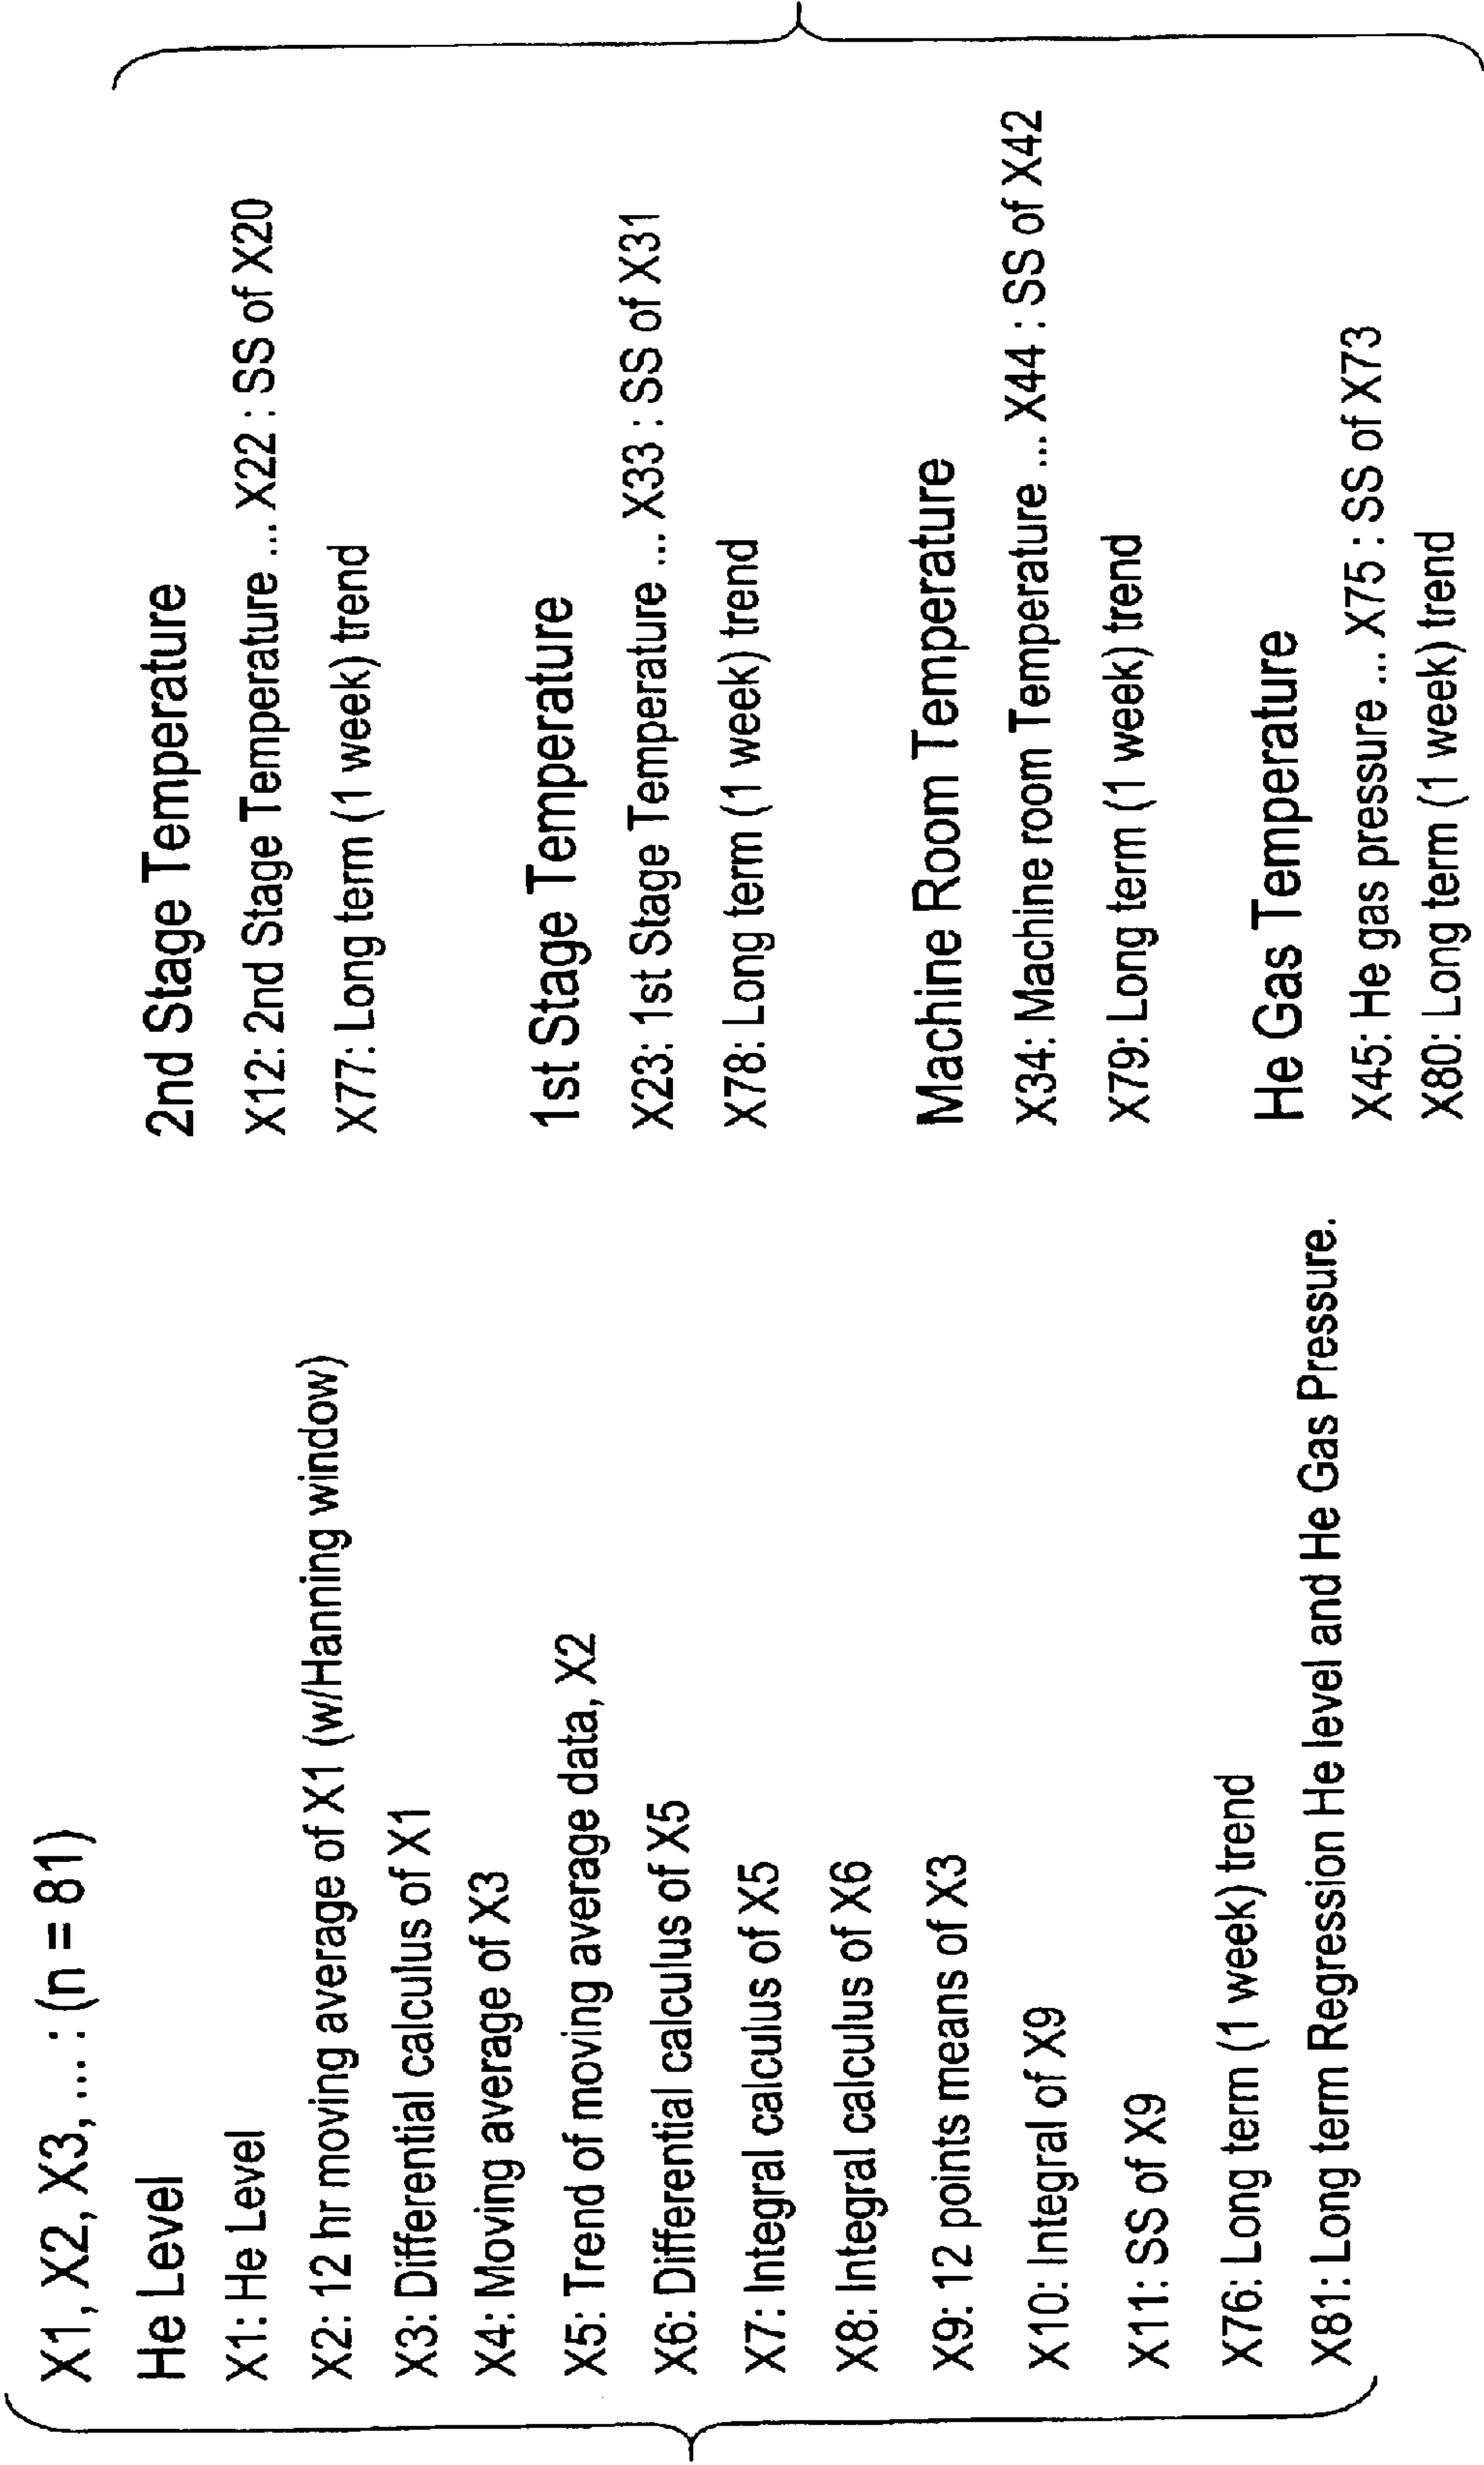 X1, X2, X3, ... : (n = 81)
He Level
X1: He Level
X2: 12 hr moving average of X1 (w/Hanning window)
X3: Differential calculus of X1
X4: Moving average of X3
X5: Trend of moving average data, X2
X6: Differential calculus of X5
X7: Integral calculus of X5
X8: Integral calculus of X6
X9: 12 points means of X3
X10: Integral of X9
X11: SS of X9
X76: Long term (1 week) trend
X81: Long term Regression He level and He Gas Pressure.
2nd Stage Temperature
X12: 2nd Stage Temperature ... X22 : SS of X20
X77: Long term (1 week) trend
1st Stage Temperature
X23: 1st Stage Temperature ... X33 : SS of X31
X78: Long term (1 week) trend
Machine Room Temperature
X34: Machine room Temperature ... X44 : SS of X42
X79: Long term (1 week) trend
He Gas Temperature
X45: He gas pressure ... X75 : SS of X73
X80: Long term (1 week) trend